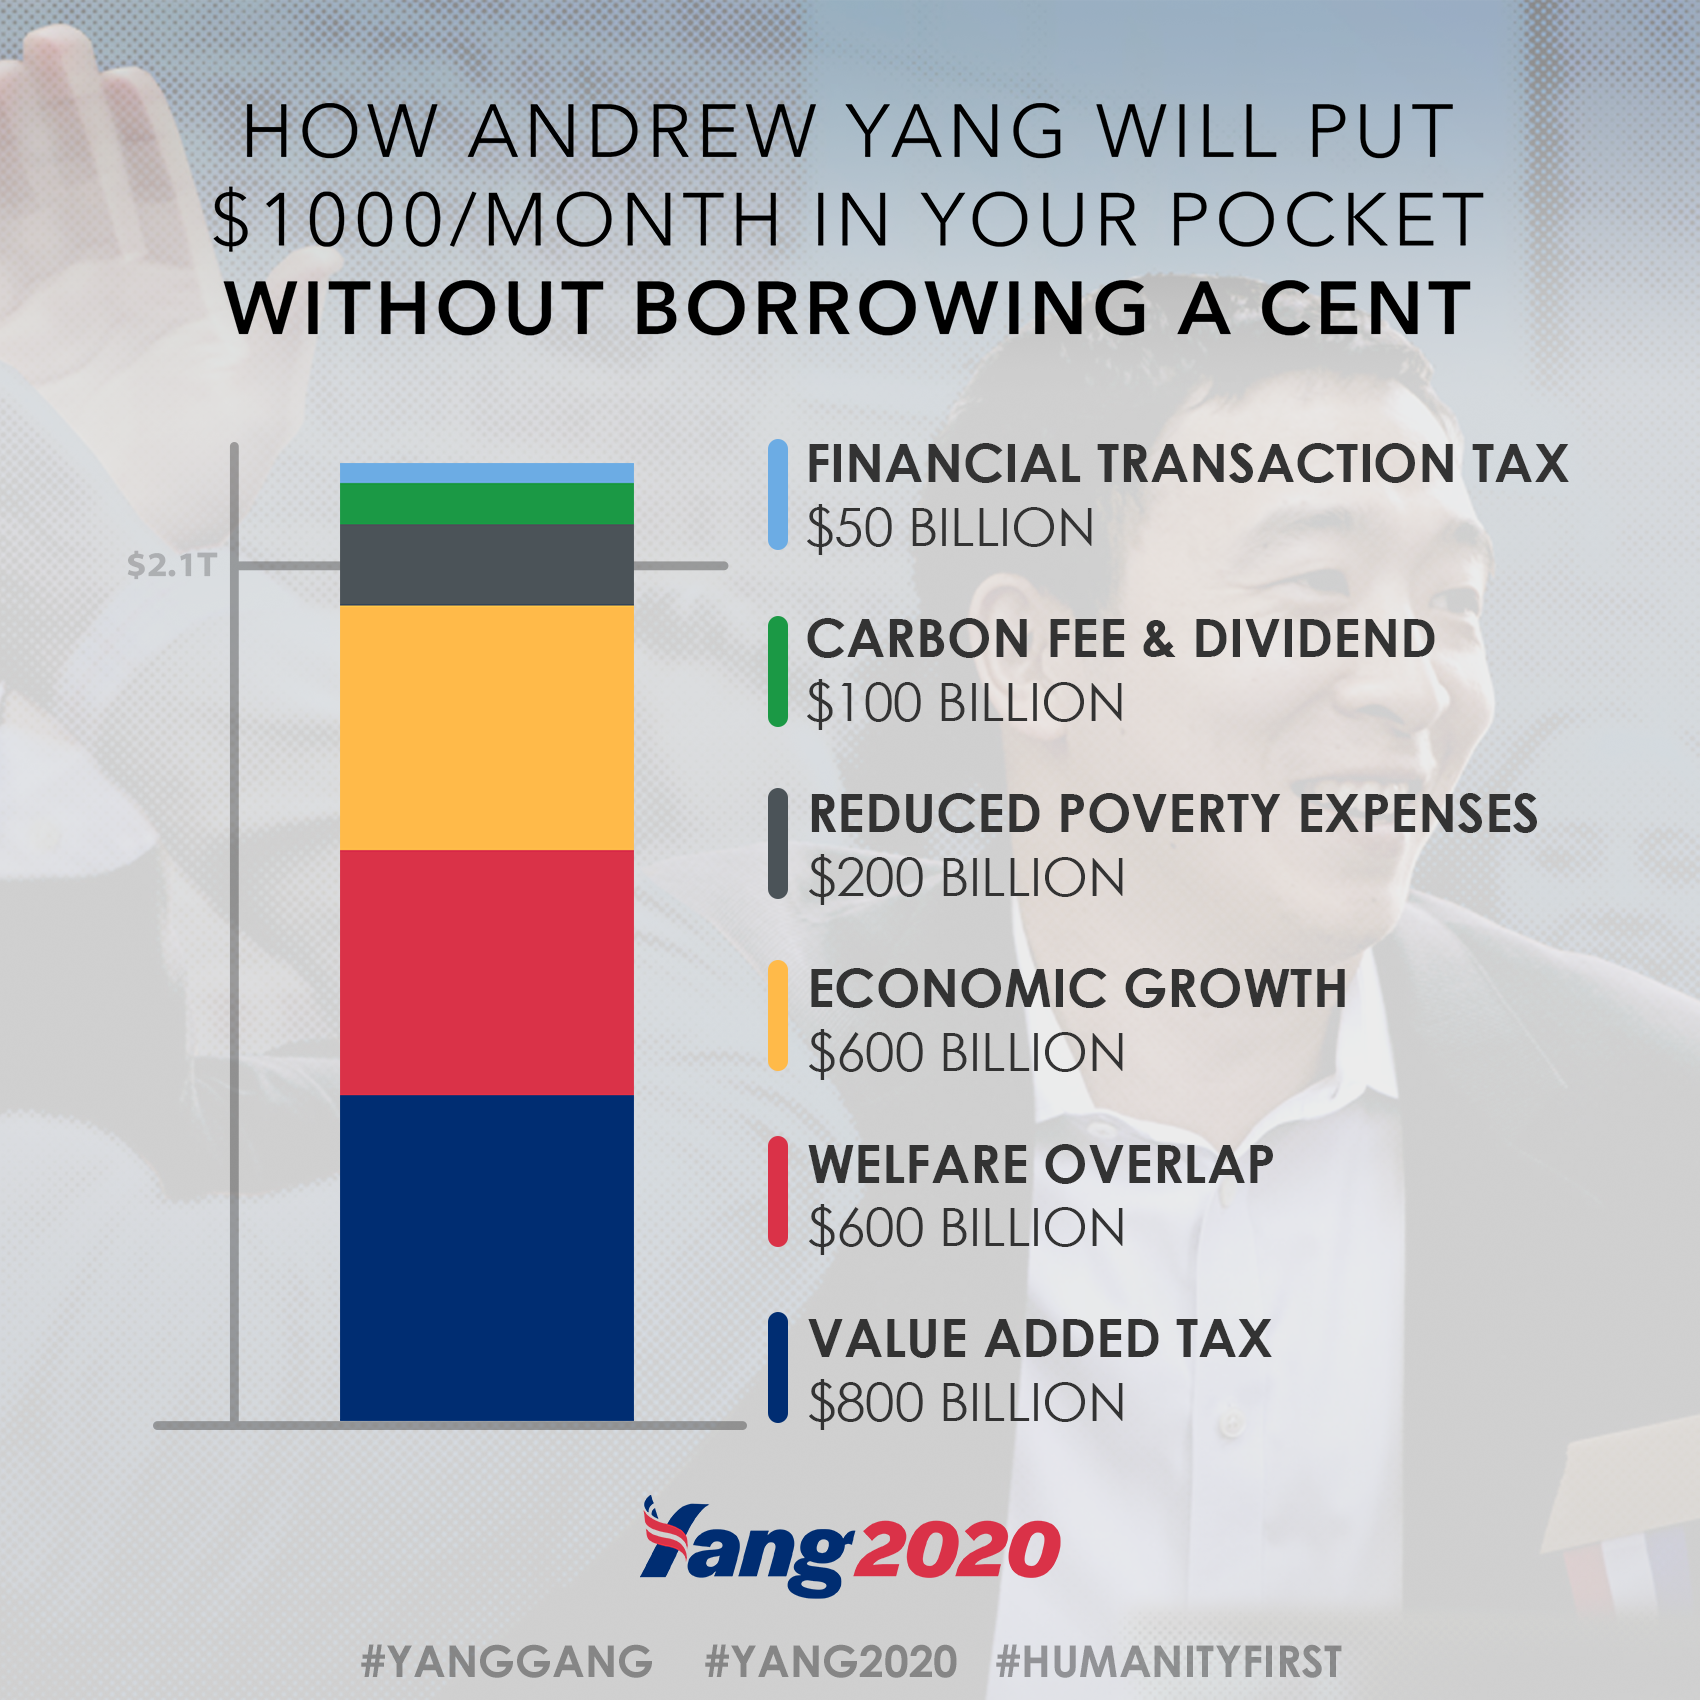 HOW ANDREW YANG WILL PUT
$1000/MONTH IN YOUR POCKET
WITHOUT BORROWING A CENT
$2.1T
FINANCIAL TRANSACTION TAX
$50 BILLION
CARBON FEE & DIVIDEND
$100 BILLION
REDUCED POVERTY EXPENSES
$200 BILLION
ECONOMIC GROWTH
$600 BILLION
WELFARE OVERLAP
$600 BILLION
VALUE ADDED TAX
$800 BILLION
Yang2020
#YANGGANG #YANG2020 #HUMANITYFIRST